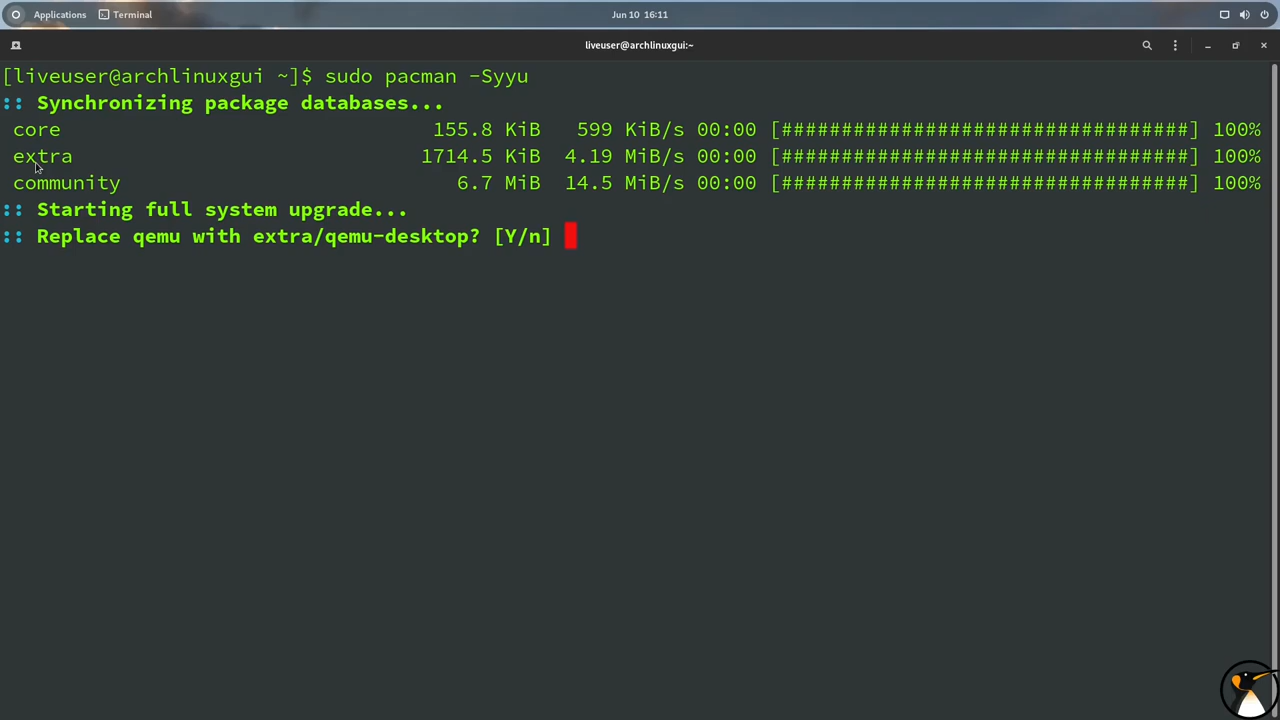 Applications Terminal Jun 10 16:11
liveuser@archlinuxgui:~
[liveuser@archlinuxgui ~]$ sudo pacman -Syyu
:: Synchronizing package databases...
core 155.8 KiB 599 KiB/s 00:00 [##################################] 100%
extra 1714.5 KiB 4.19 MiB/s 00:00 [##################################] 100%
community 6.7 MiB 14.5 MiB/s 00:00 [##################################] 100%
:: Starting full system upgrade...
:: Replace qemu with extra/qemu-desktop? [Y/n]